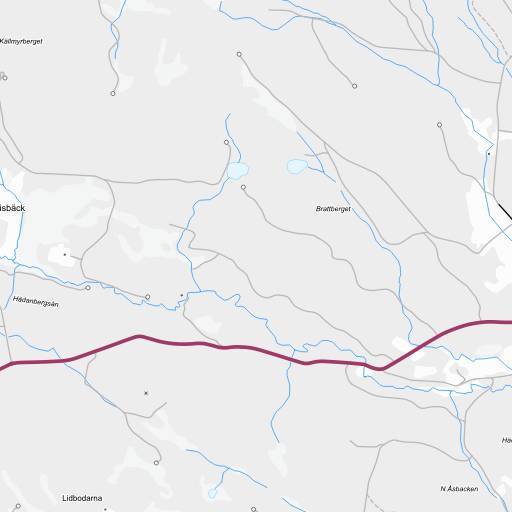 Källmyrberget
isbäck
Brattberget
Hädanbergsån
Lidbodarna
N Åsbacken